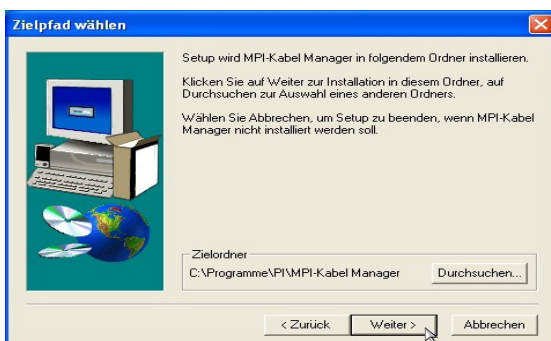 Zielpfad wählen
Setup wird MPI-Kabel Manager in folgendem Ordner installieren.
Klicken Sie auf Weiter zur Installation in diesem Ordner, auf
Durchsuchen zur Auswahl eines anderen Ordners.
Wählen Sie Abbrechen, um Setup zu beenden, wenn MPI-Kabel
Manager nicht installiert werden soll.
Zielordner
C:\Programme\PI\MPI-Kabel Manager
Durchsuchen...
< Zurück
Weiter >
Abbrechen